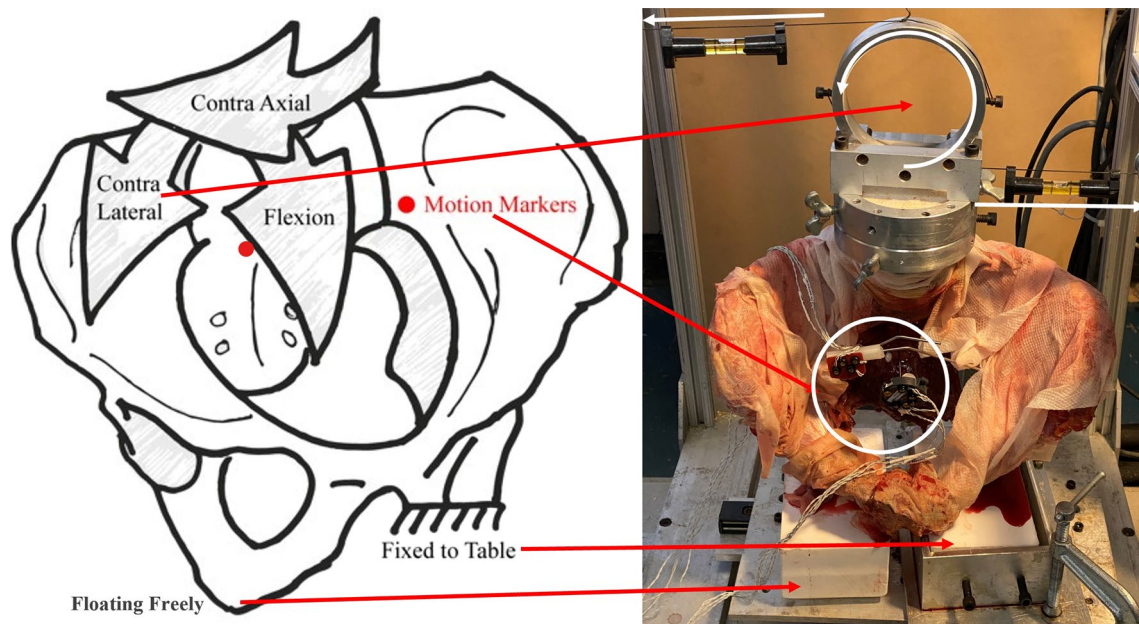 Contra Axial
Contra
Lateral
Flexion
Motion Markers
Fixed to Table
Floating Freely